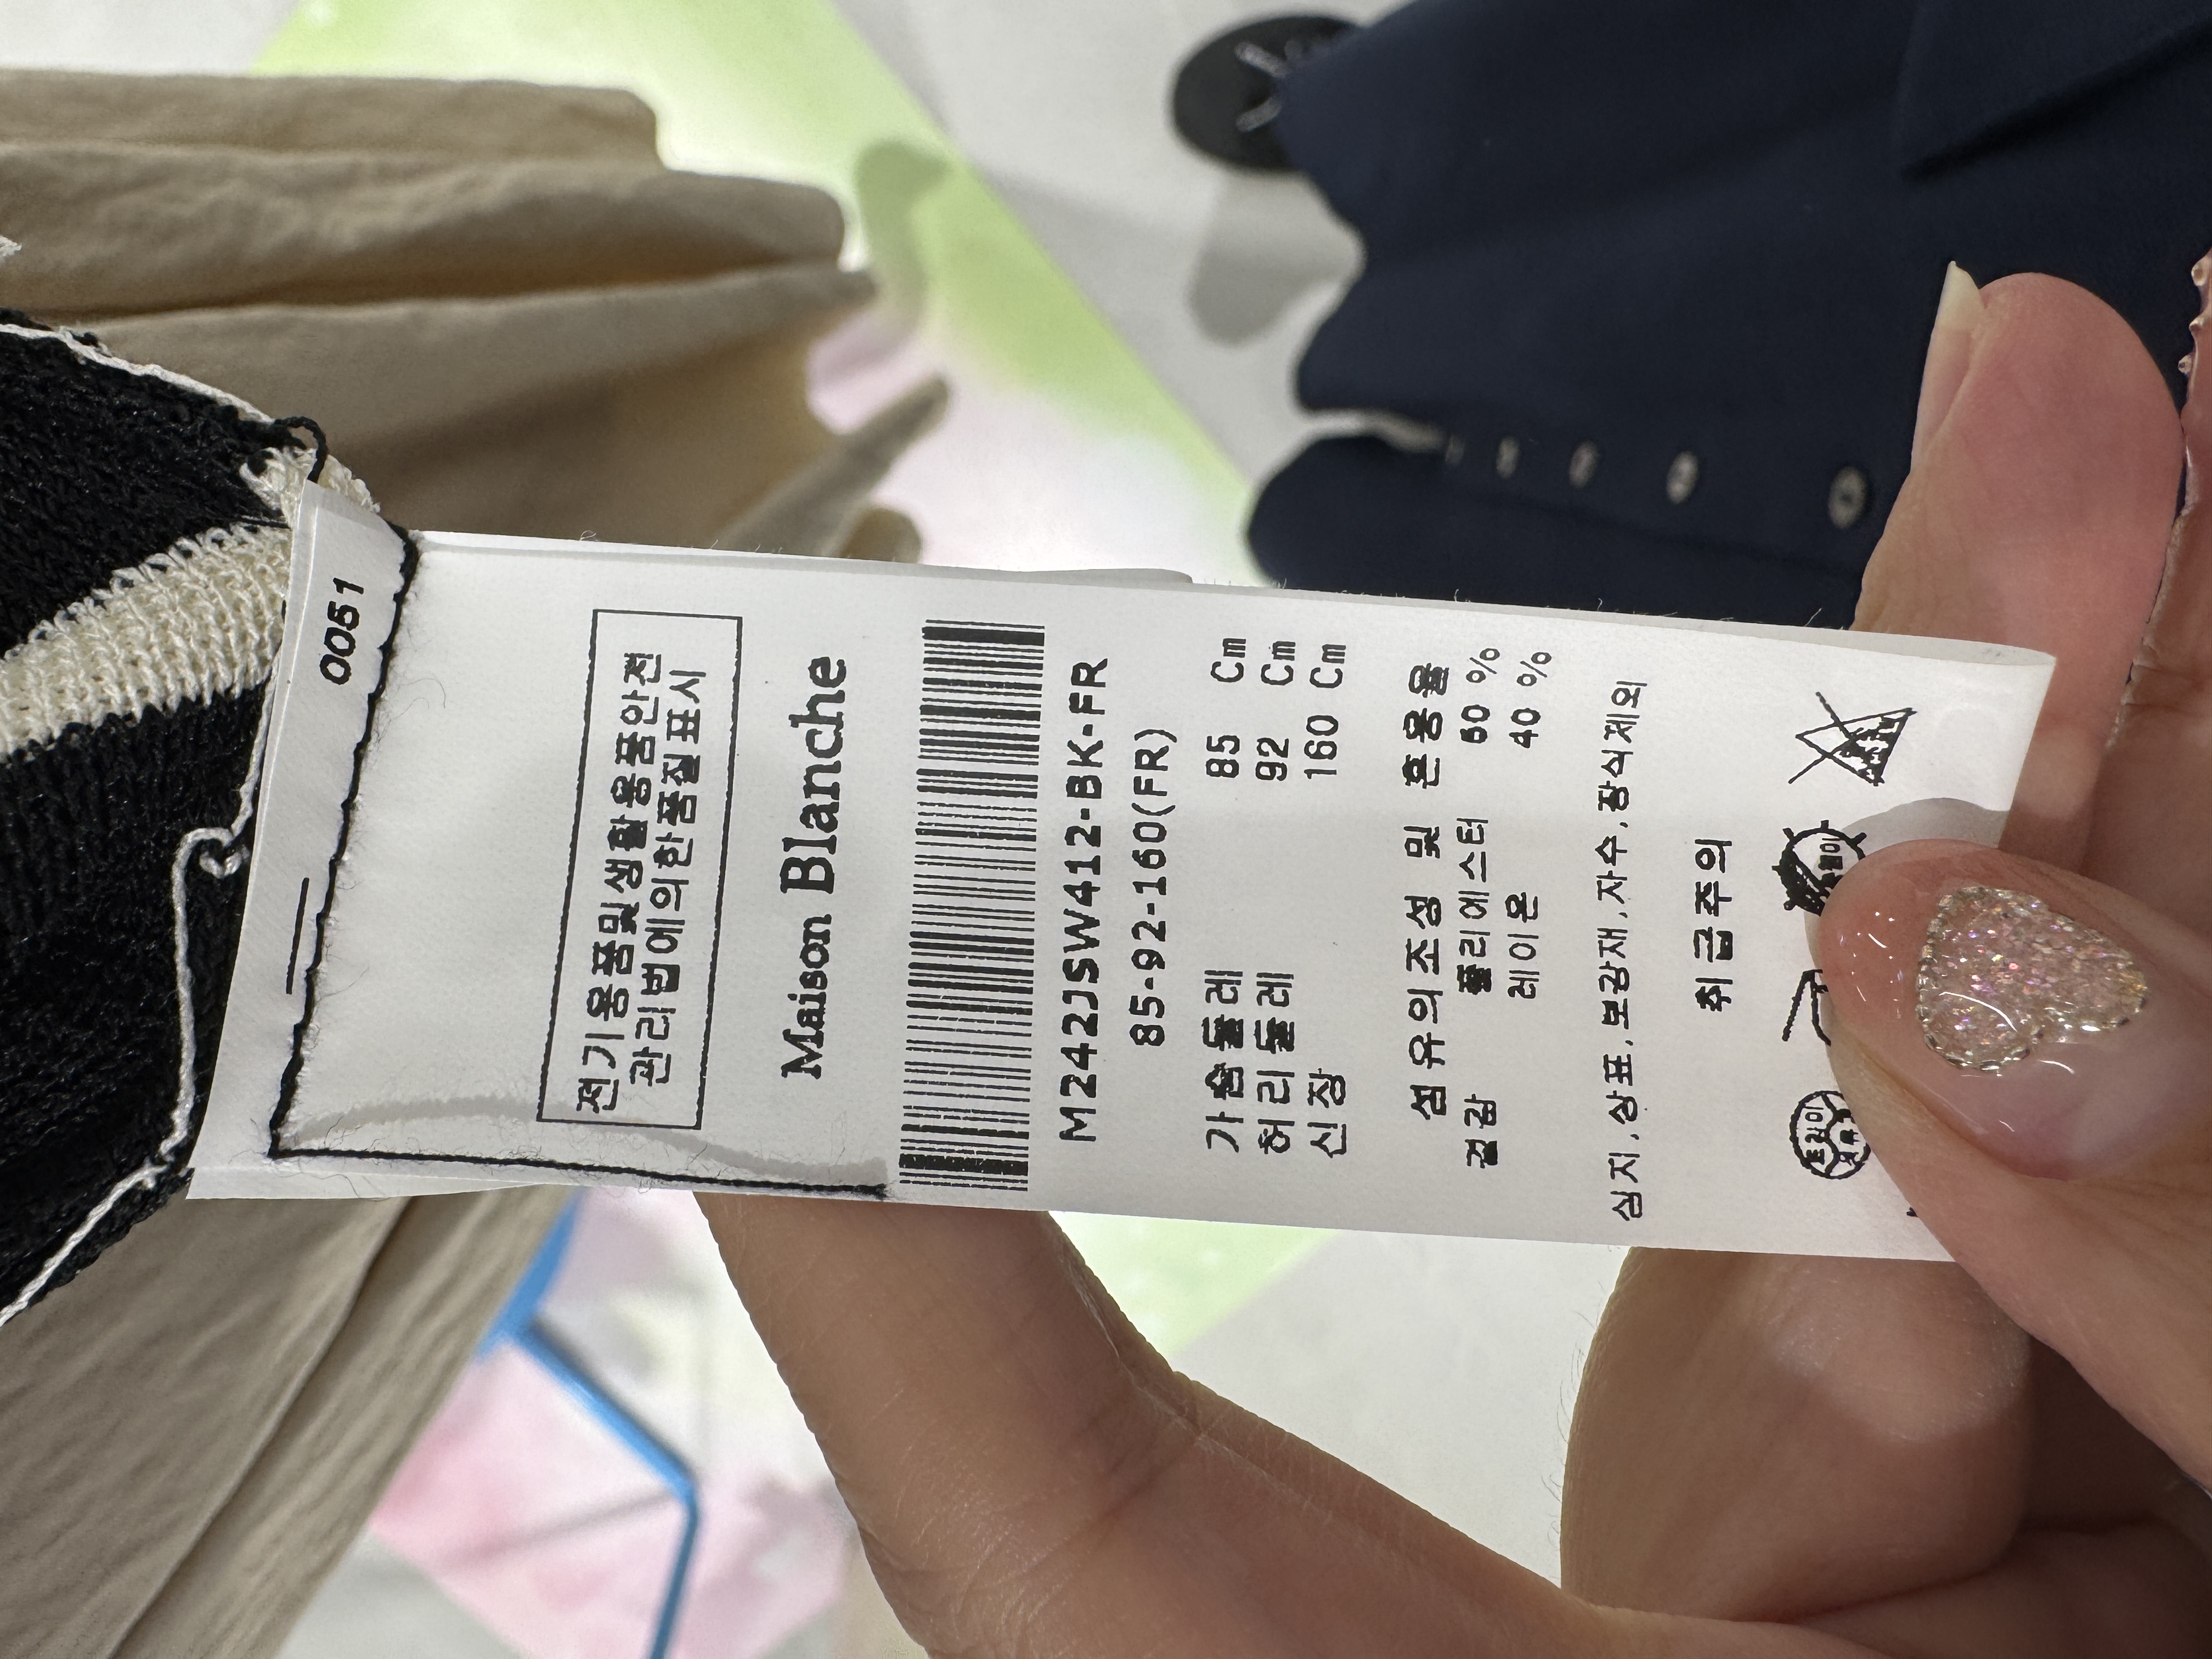 0051
전기용품및생활용품안전
관리법에의한품질표시
Maison Blanche
M242JSW412-BK-FR
85-92-160(FR)
가슴둘레 85 Cm
허리둘레 92 Cm
신장 160 Cm
섬유의조성 및 혼용율
겉감 폴리에스터 60 %
레이온 40 %
심지,상표,보강재,자수,장식제외
취급주의